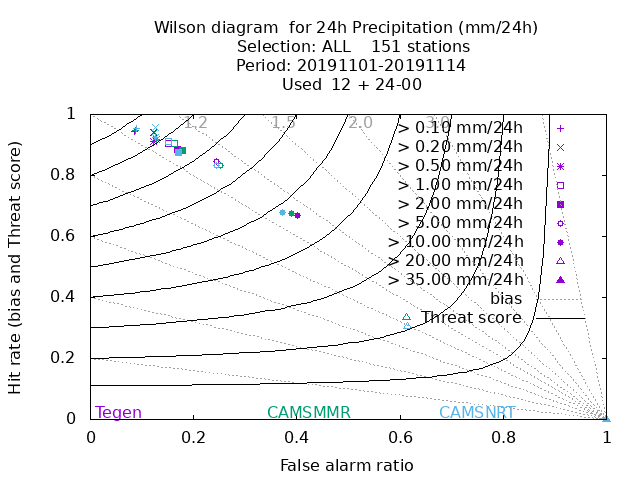 Wilson diagram  for 24h Precipitation (mm/24h)
Selection: ALL    151 stations
Period: 20191101-20191114
Used  12 + 24-00
Hit rate (bias and Threat score)
1
0.8
0.6
0.4
0.2
0
1.2
1.5
2.0
3.0
> 0.10 mm/24h
> 0.20 mm/24h
> 0.50 mm/24h
> 1.00 mm/24h
> 2.00 mm/24h
> 5.00 mm/24h
> 10.00 mm/24h
> 20.00 mm/24h
> 35.00 mm/24h
bias
Threat score
Tegen
CAMSMMR
CAMSNRT
0
0.2
0.4
0.6
0.8
1
False alarm ratio